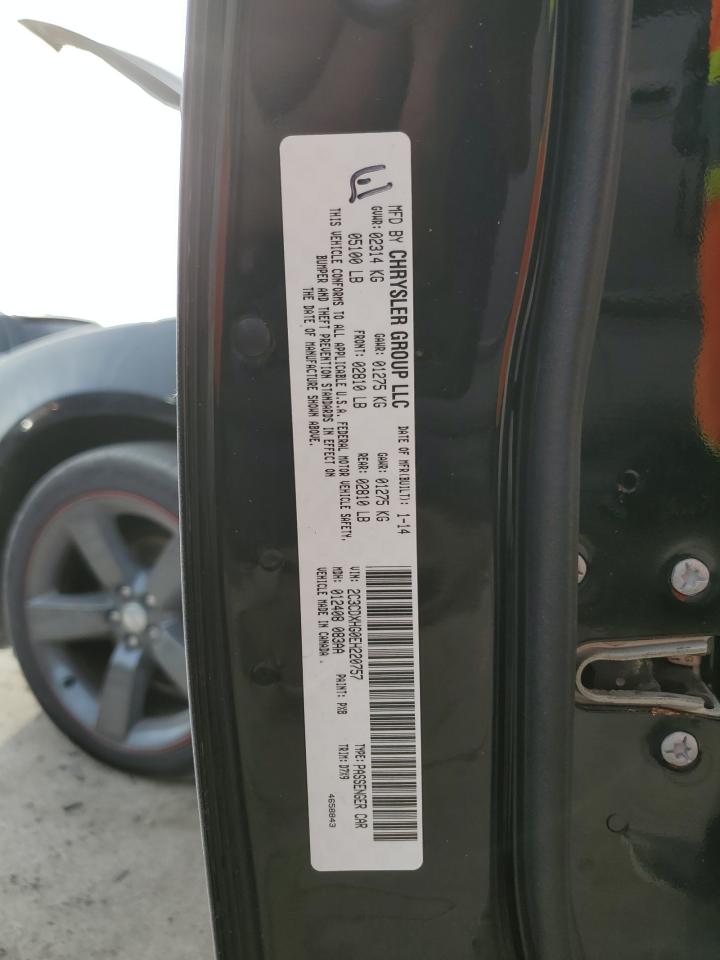 MFD BY CHRYSLER GROUP LLC DATE OF MFR(BUILT): 1-14
GVWR: 02314 KG GAWR: 01275 KG GAWR: 01275 KG
05100 LB FRONT: 02810 LB REAR: 02810 LB
THIS VEHICLE CONFORMS TO ALL APPLICABLE U.S.A. FEDERAL MOTOR VEHICLE SAFETY,
BUMPER AND THEFT PREVENTION STANDARDS IN EFFECT ON
THE DATE OF MANUFACTURE SHOWN ABOVE.
VIN: 2C3CDXHG0EH220757 TYPE: PASSENGER CAR
MDH: 012408 083AA PAINT: PXB TRIM: D7X9
VEHICLE MADE IN CANADA. 4658843